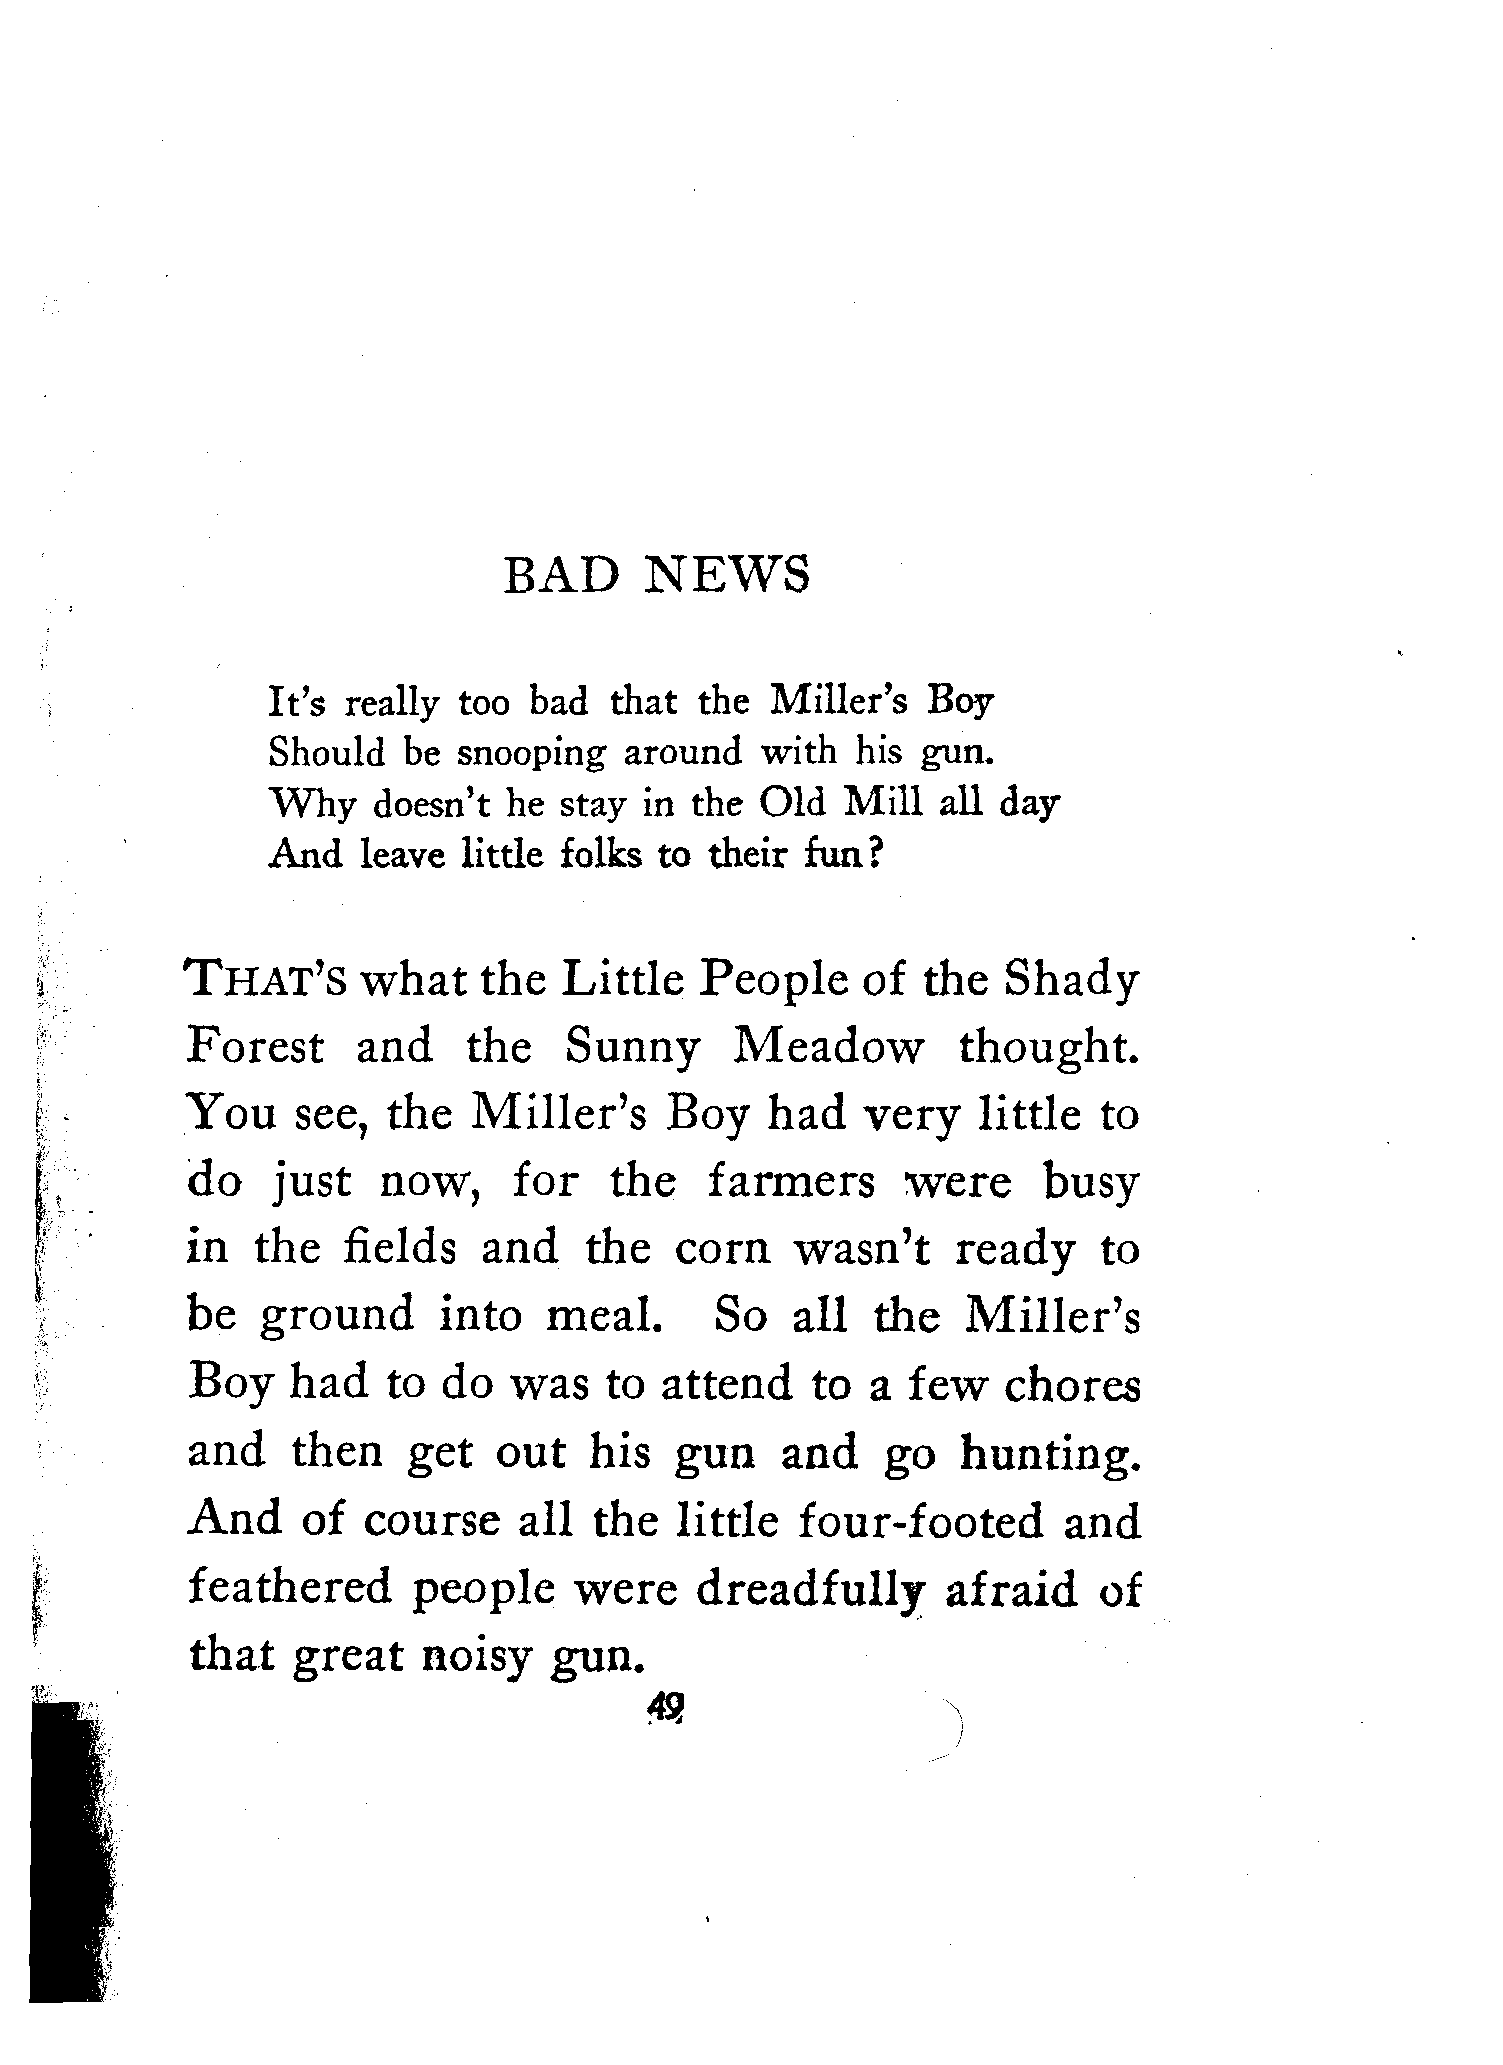 BAD NEWS
It's really too bad that the Miller's Boy
Should be snooping around with his gun.
Why doesn't he stay in the Old Mill all day
And leave little folks to their fun?
THAT'S what the Little People of the Shady
Forest and the Sunny Meadow thought.
You see, the Miller's Boy had very little to
do just now, for the farmers were busy
in the fields and the corn wasn't ready to
be ground into meal. So all the Miller's
Boy had to do was to attend to a few chores
and then get out his gun and go hunting.
And of course all the little four-footed and
feathered people were dreadfully afraid of
that great noisy gun.
49